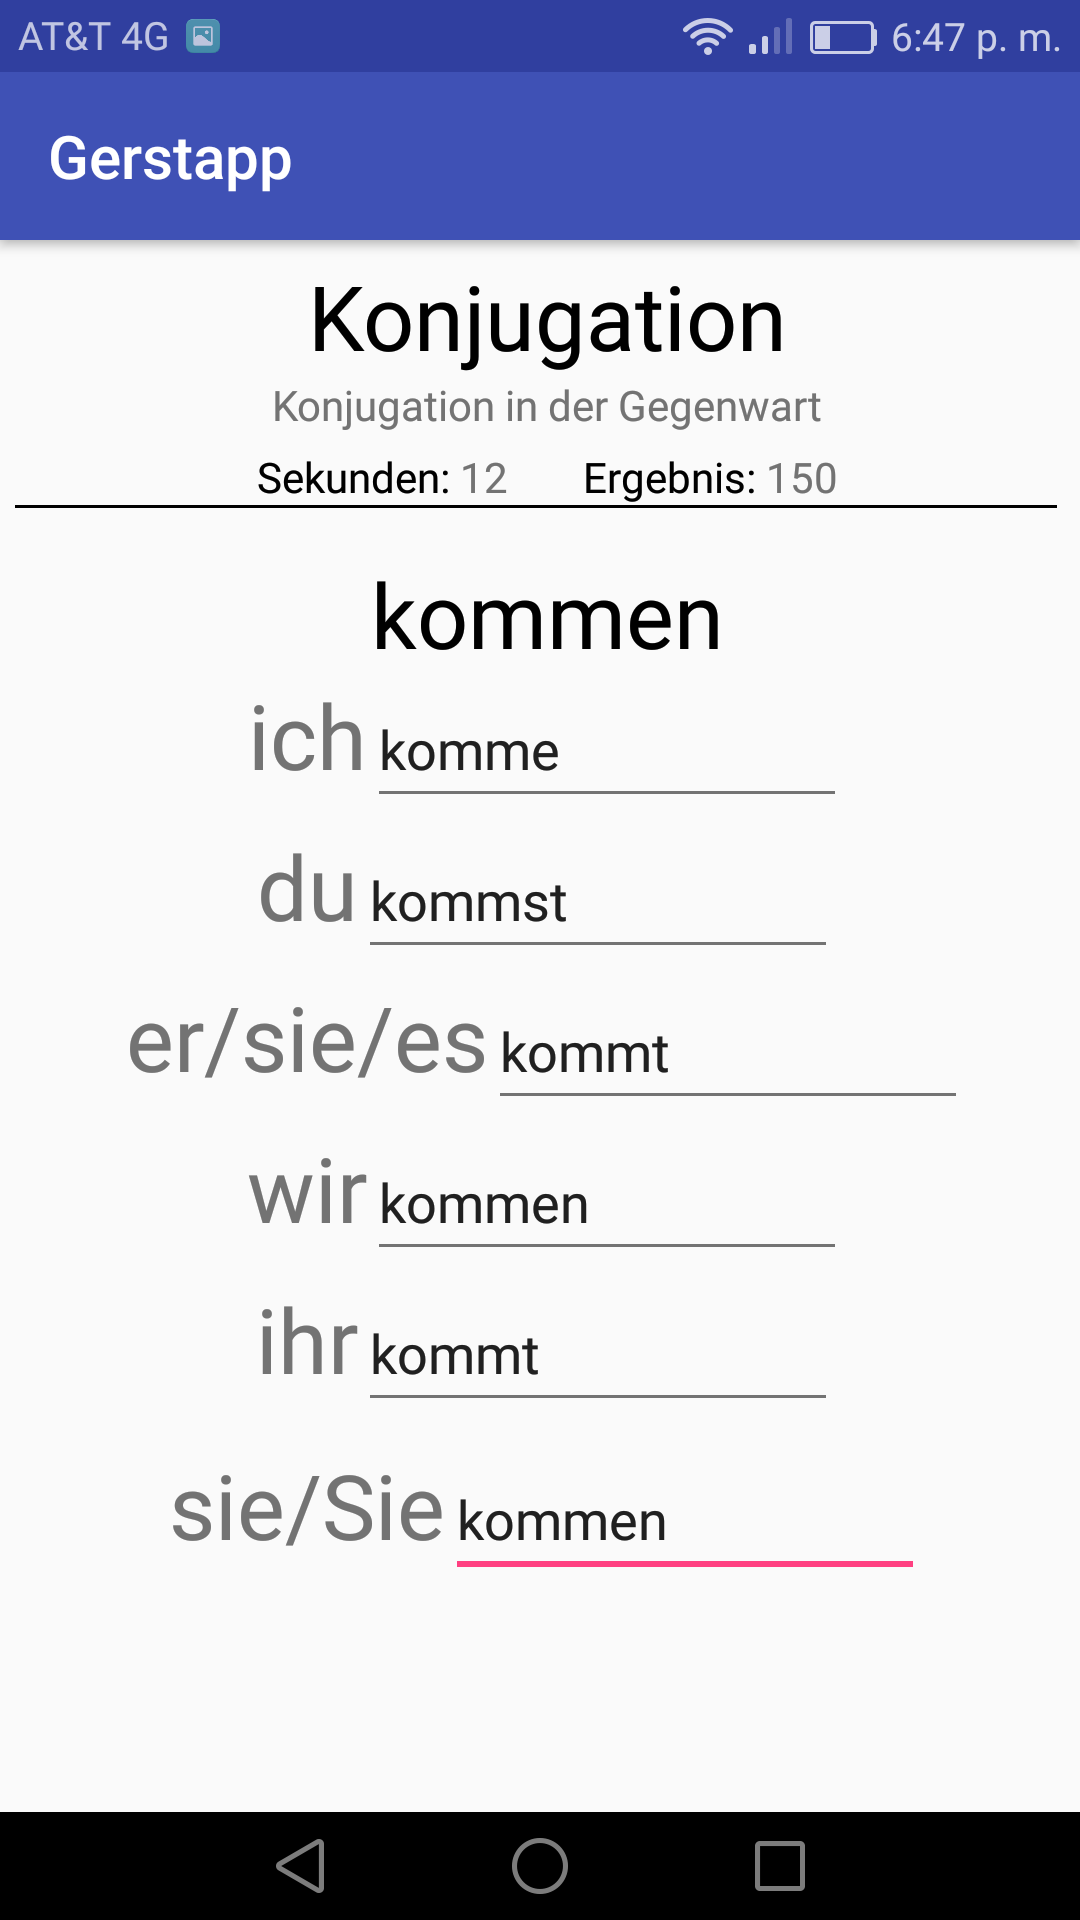 AT&T 4G 6:47 p. m.
Gerstapp
Konjugation
Konjugation in der Gegenwart
Sekunden: 12 Ergebnis: 150
kommen
ich komme
du kommst
er/sie/es kommt
wir kommen
ihr kommt
sie/Sie kommen